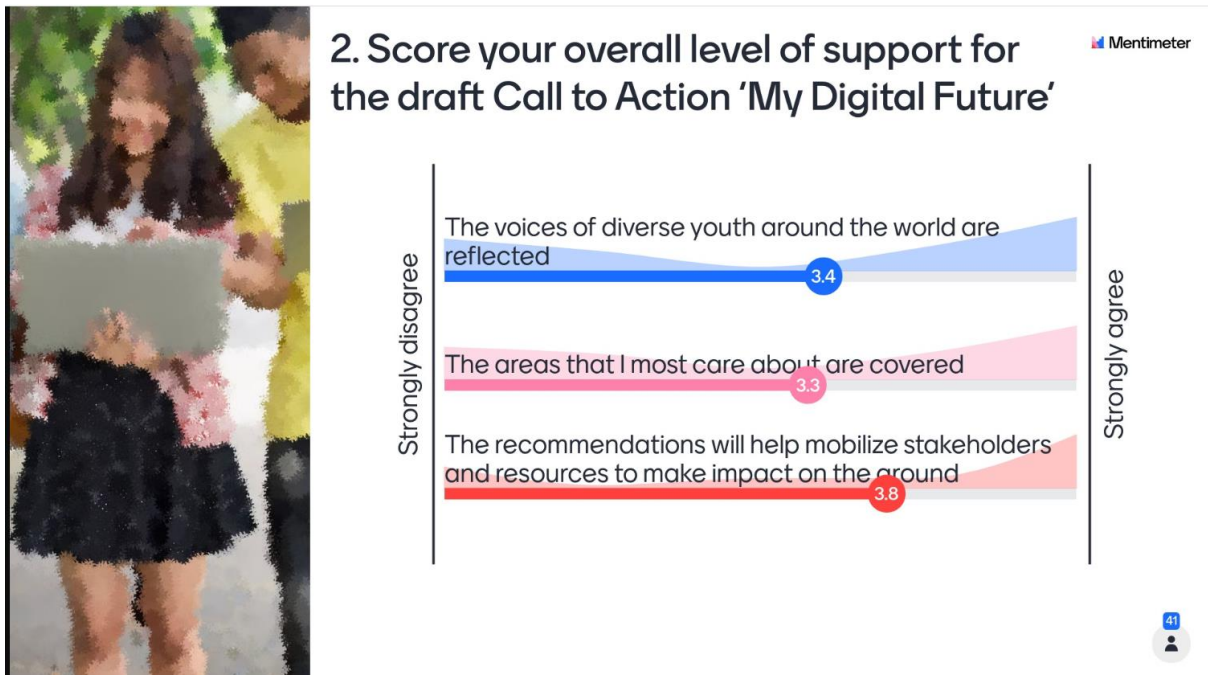 2. Score your overall level of support for
the draft Call to Action ‘My Digital Future’
Mentimeter
Strongly disagree
The voices of diverse youth around the world are
reflected
3.4
The areas that I most care about are covered
3.3
The recommendations will help mobilize stakeholders
and resources to make impact on the ground
3.8
Strongly agree
41